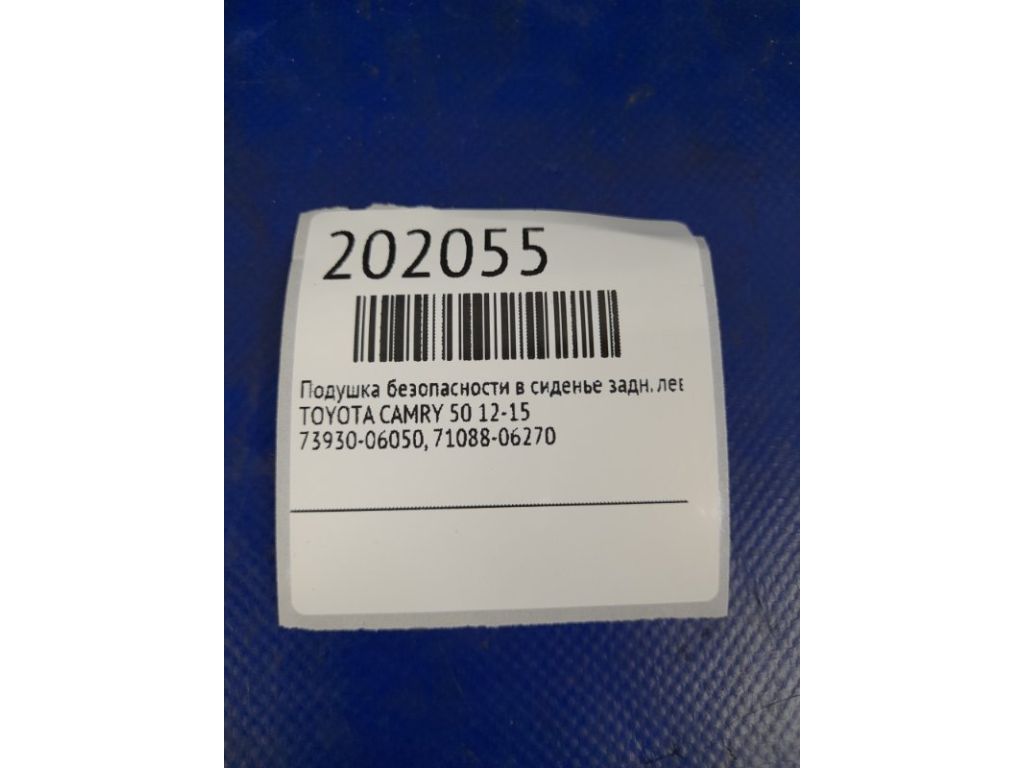 202055
Подушка безопасности в сиденье задн. лев
TOYOTA CAMRY 50 12-15
73930-06050, 71088-06270